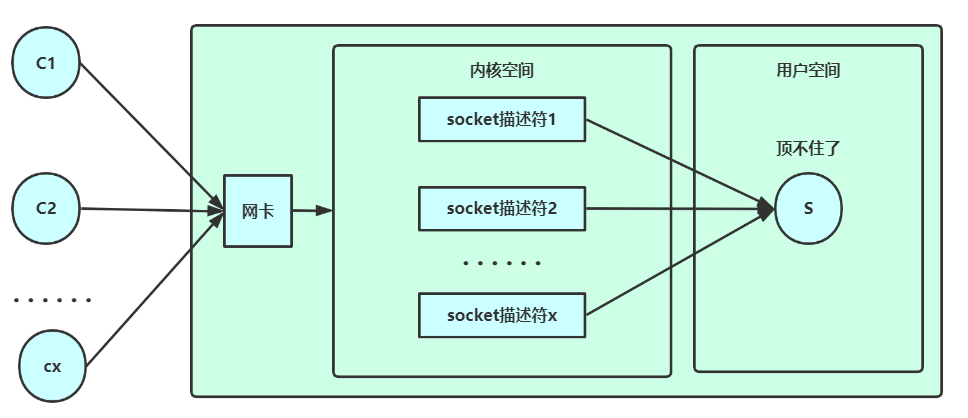 C1
内核空间
用户空间
socket描述符1
顶不住了
C2
网卡
socket描述符2
S
......
......
socket描述符x
cx